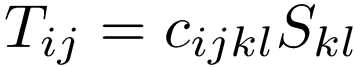 $T_{ij} = c_{ijkl} S_{kl}$